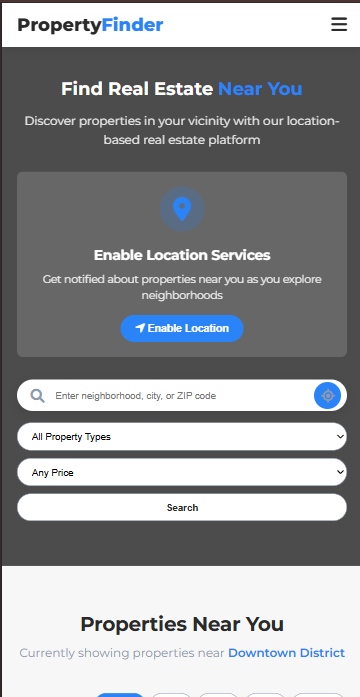 PropertyFinder
Find Real Estate Near You
Discover properties in your vicinity with our location-
based real estate platform
Enable Location Services
Get notified about properties near you as you explore
neighborhoods
Enable Location
Enter neighborhood, city, or ZIP code
All Property Types
Any Price
Search
Properties Near You
Currently showing properties near Downtown District